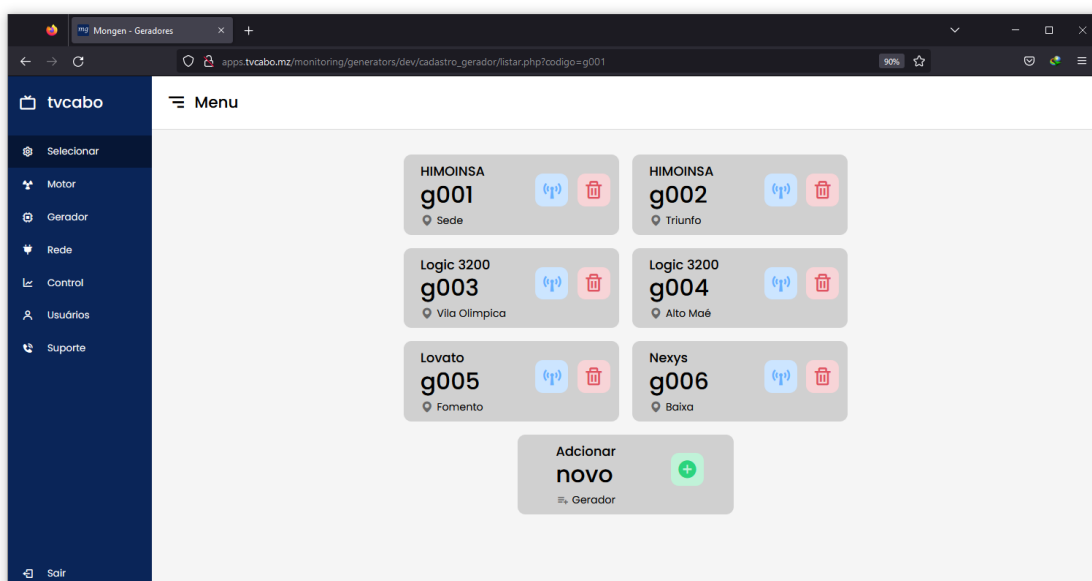 mg Mongen - Geradores
apps.tvcabo.mz/monitoring/generators/dev/cadastro_gerador/listar.php?codigo=g001
90%
tvcabo
Menu
Selecionar
Motor
Gerador
Rede
Control
Usuários
Suporte
Sair
HIMOINSA
g001
Sede
HIMOINSA
g002
Triunfo
Logic 3200
g003
Vila Olimpica
Logic 3200
g004
Alto Maé
Lovato
g005
Fomento
Nexys
g006
Baixa
Adcionar
novo
Gerador